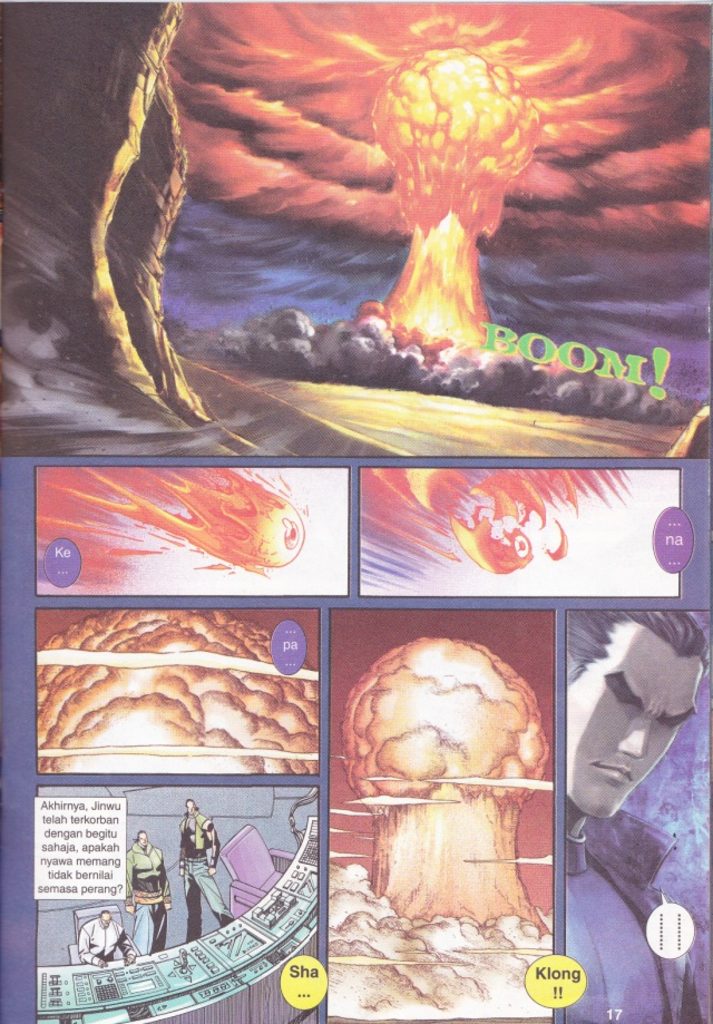 BOOM!
Ke
...
...
na
...
...
pa
...
Akhirnya, Jinwu
telah terkorban
dengan begitu
sahaja, apakah
nyawa memang
tidak bernilai
semasa perang?
Sha
...
Klong
!!
17